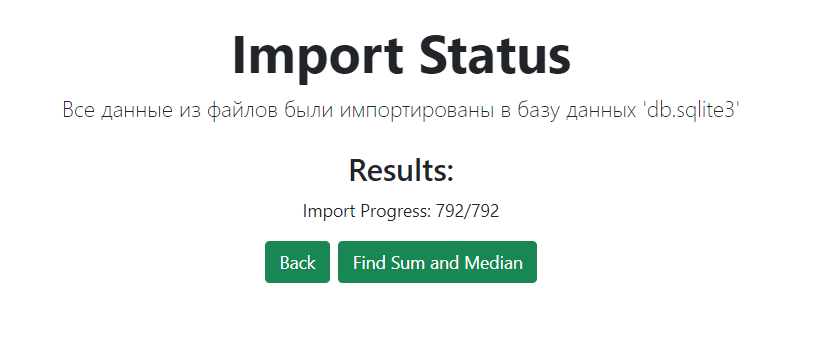 Import Status
Все данные из файлов были импортированы в базу данных 'db.sqlite3'
Results:
Import Progress: 792/792
Back
Find Sum and Median